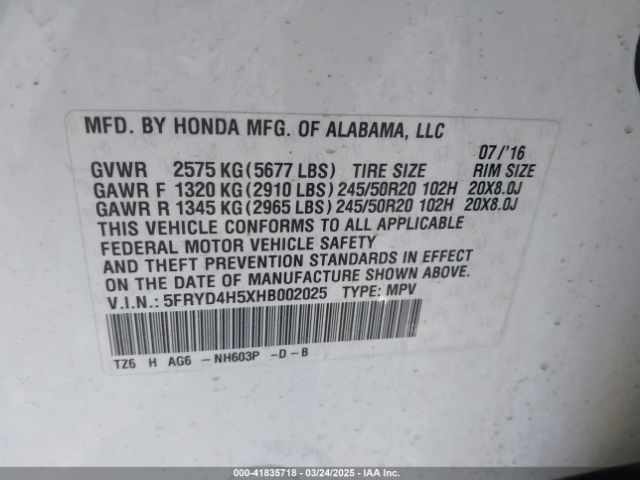 MFD. BY HONDA MFG. OF ALABAMA, LLC
07/'16
GVWR 2575 KG (5677 LBS) TIRE SIZE RIM SIZE
GAWR F 1320 KG (2910 LBS) 245/50R20 102H 20X8.0J
GAWR R 1345 KG (2965 LBS) 245/50R20 102H 20X8.0J
THIS VEHICLE CONFORMS TO ALL APPLICABLE
FEDERAL MOTOR VEHICLE SAFETY
AND THEFT PREVENTION STANDARDS IN EFFECT
ON THE DATE OF MANUFACTURE SHOWN ABOVE.
V.I.N.: 5FRYD4H5XHB002025 TYPE: MPV
TZ6 H AG6 -NH603P -D-B
000-41835718 - 03/24/2025 - IAA Inc.